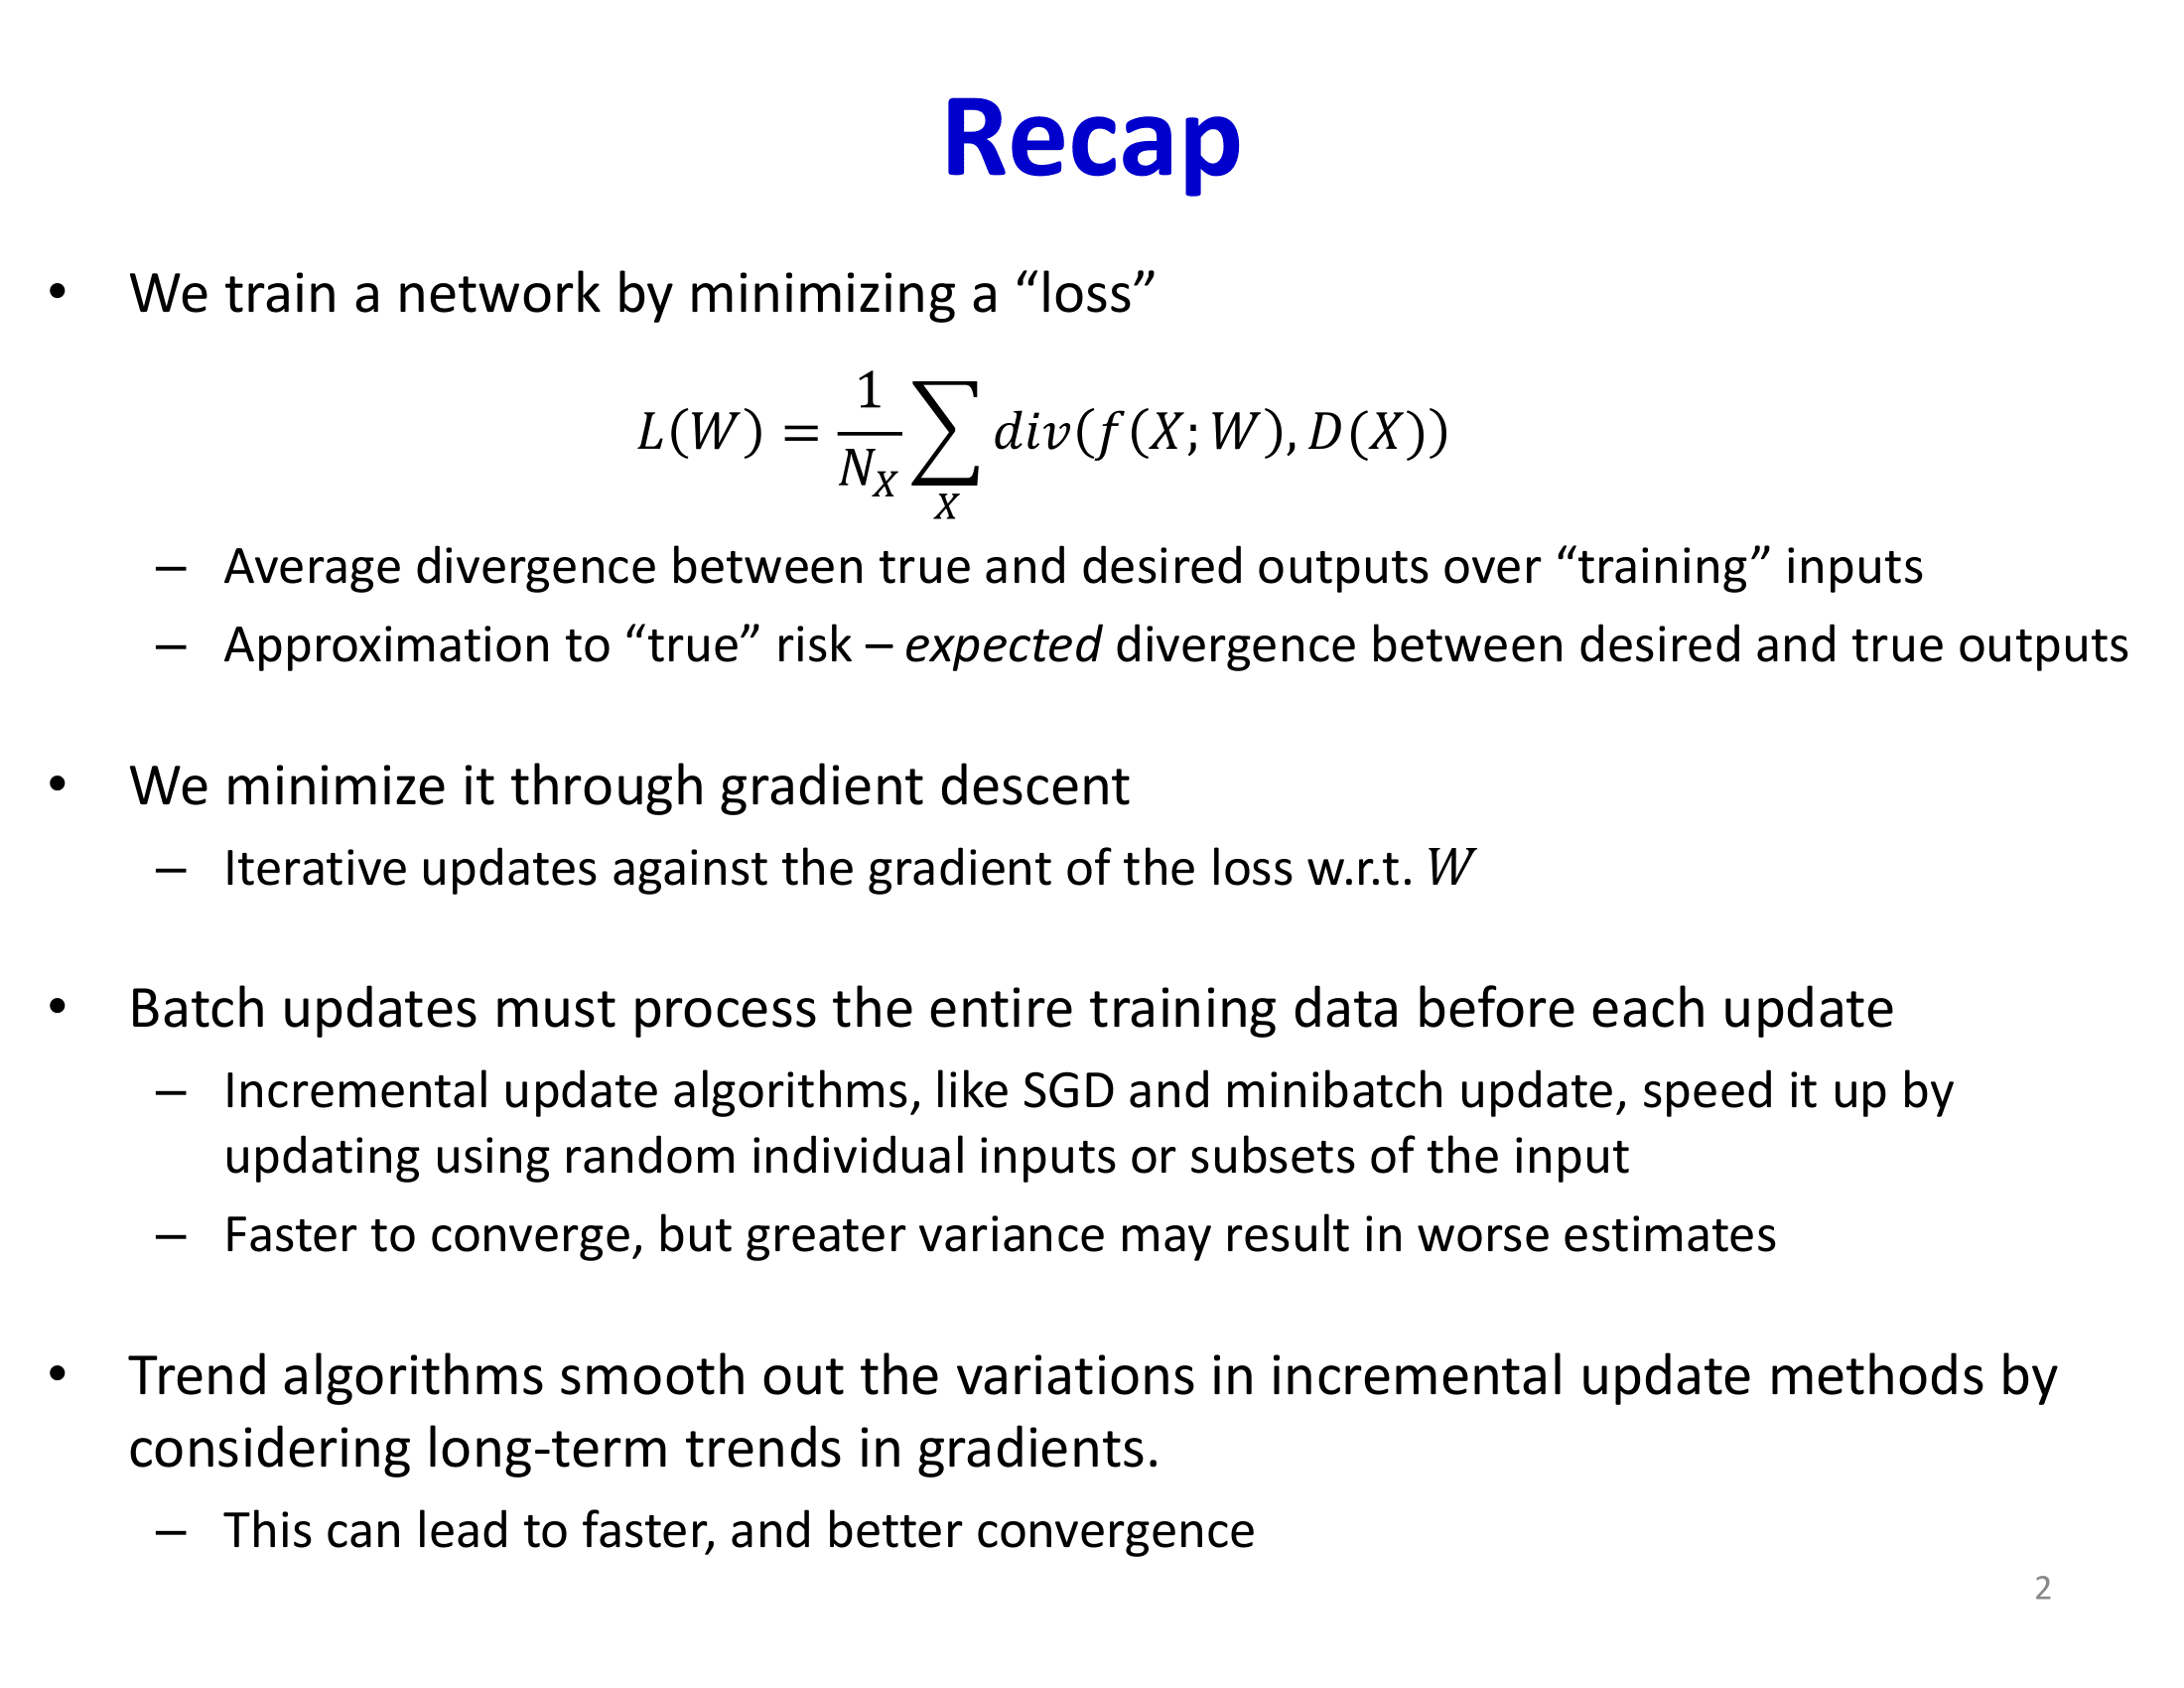 Recap
• We train a network by minimizing a “loss”
L(W) = 1/N_X ∑_X div(f(X; W), D(X))
– Average divergence between true and desired outputs over “training” inputs
– Approximation to “true” risk – expected divergence between desired and true outputs
• We minimize it through gradient descent
– Iterative updates against the gradient of the loss w.r.t. W
• Batch updates must process the entire training data before each update
– Incremental update algorithms, like SGD and minibatch update, speed it up by
updating using random individual inputs or subsets of the input
– Faster to converge, but greater variance may result in worse estimates
• Trend algorithms smooth out the variations in incremental update methods by
considering long-term trends in gradients.
– This can lead to faster, and better convergence
2